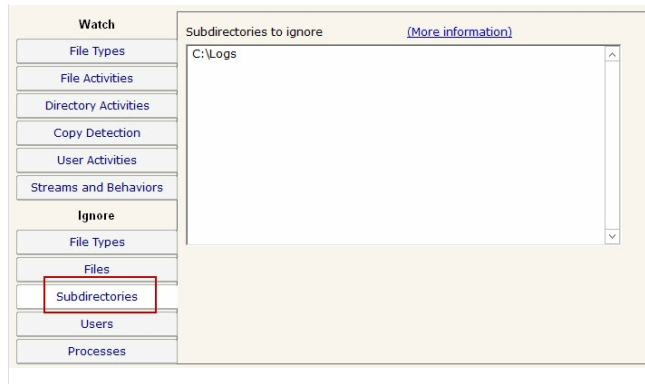 Watch
File Types
File Activities
Directory Activities
Copy Detection
User Activities
Streams and Behaviors
Ignore
File Types
Files
Subdirectories
Users
Processes
Subdirectories to ignore (More information)
C:\Logs